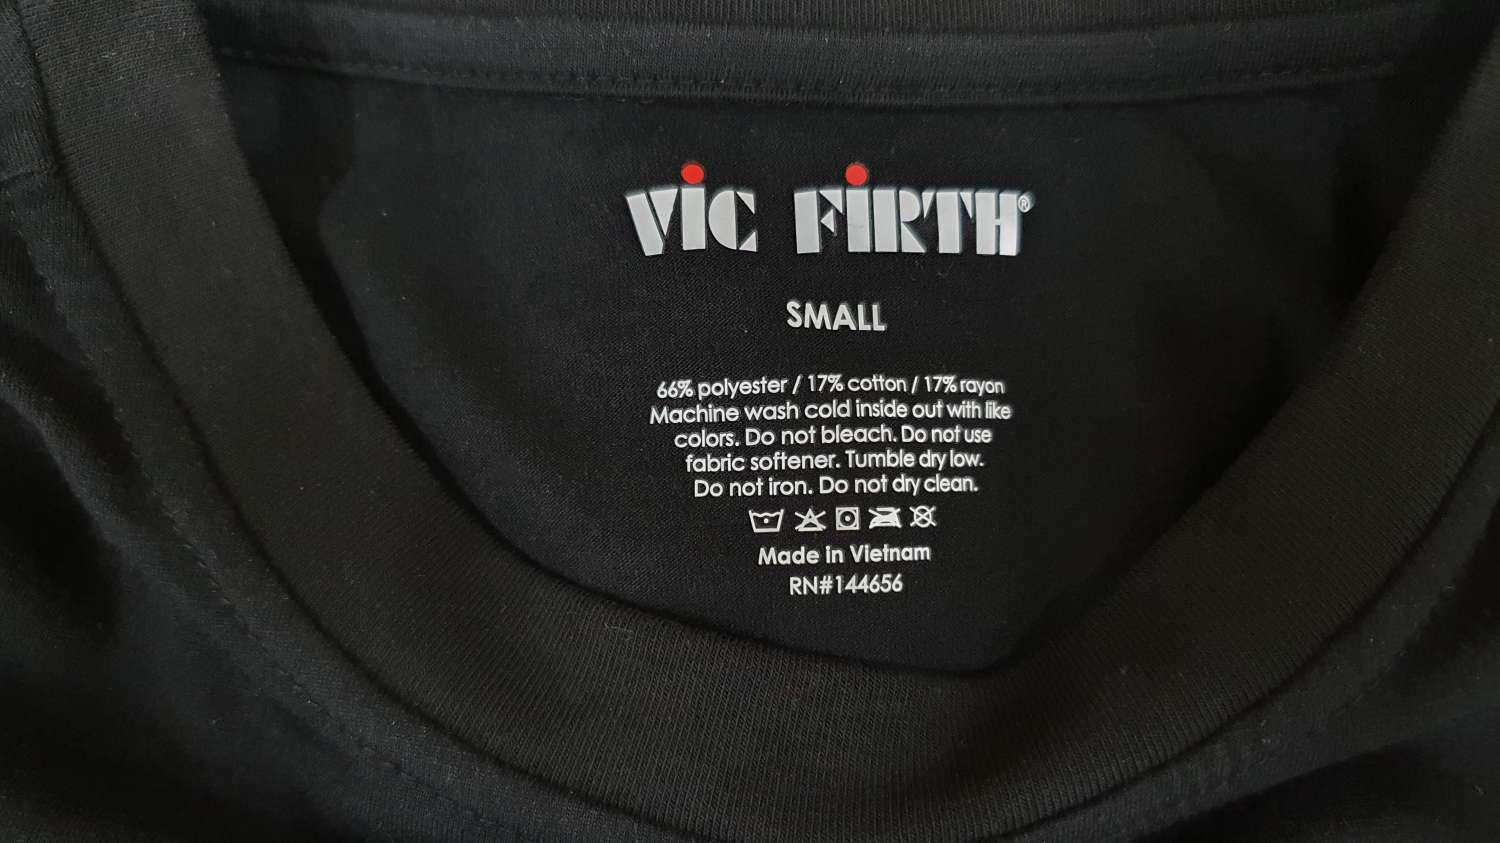 VIC FIRTH®
SMALL
66% polyester / 17% cotton / 17% rayon
Machine wash cold inside out with like
colors. Do not bleach. Do not use
fabric softener. Tumble dry low.
Do not iron. Do not dry clean.
Made in Vietnam
RN#144656